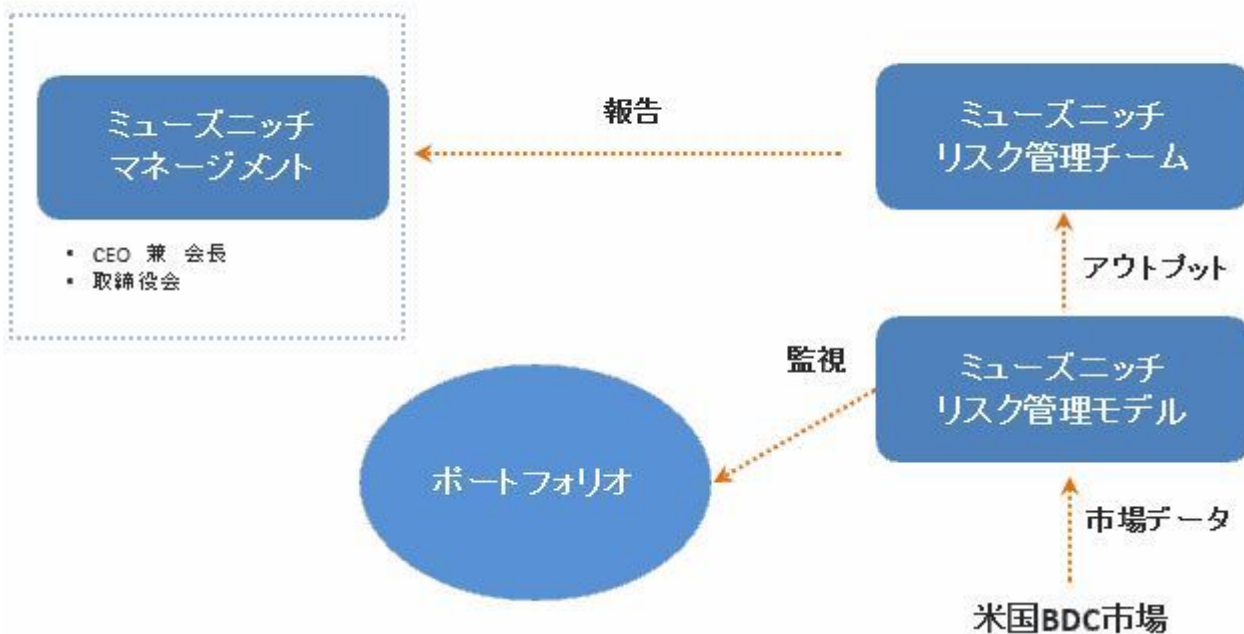 ミューズニッチ
マネージメント
• CEO 兼 会長
• 取締役会
報告
ミューズニッチ
リスク管理チーム
アウトプット
監視
ミューズニッチ
リスク管理モデル
ポートフォリオ
市場データ
米国BDC市場